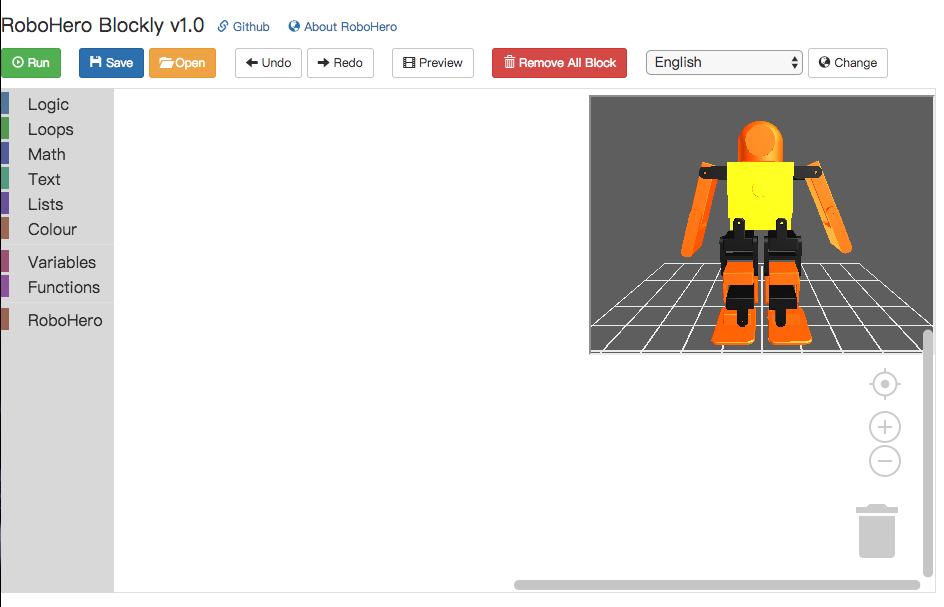 RoboHero Blockly v1.0 Github About RoboHero
Run Save Open Undo Redo Preview Remove All Block English Change
Logic
Loops
Math
Text
Lists
Colour
Variables
Functions
RoboHero